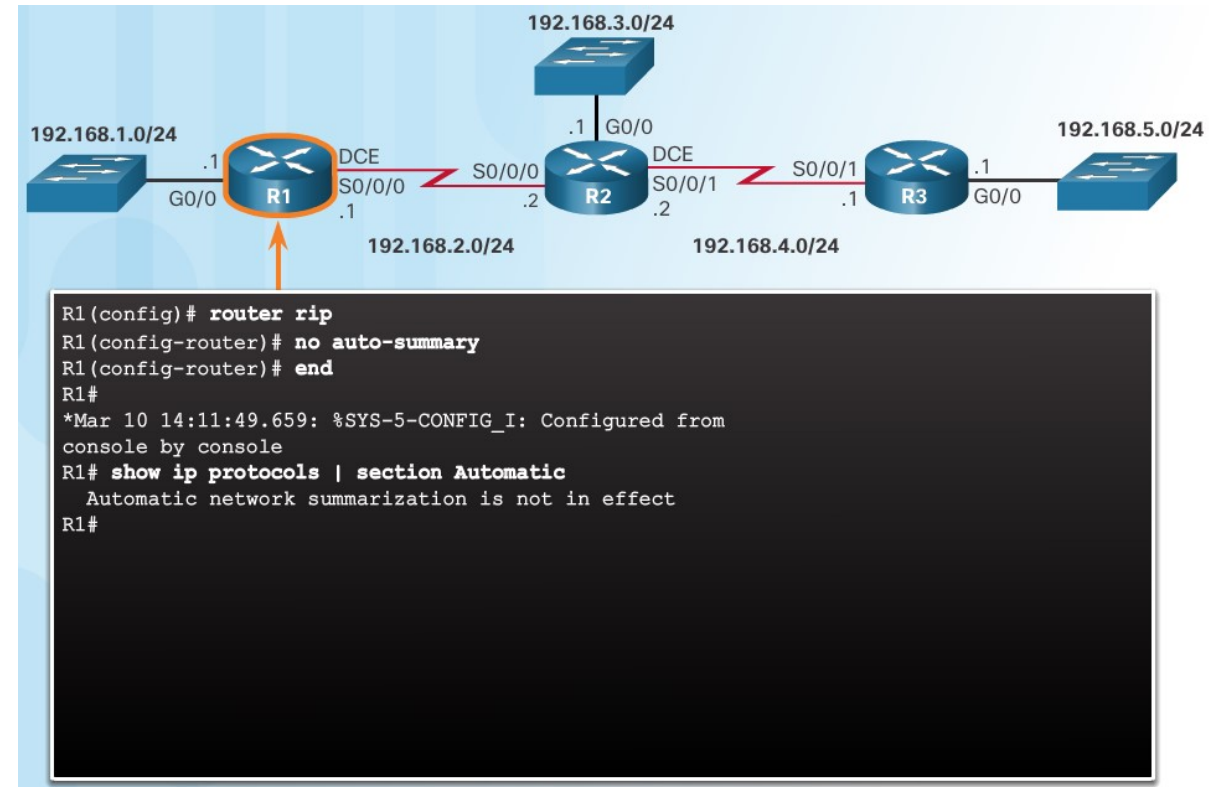 192.168.3.0/24
192.168.1.0/24
192.168.5.0/24
.1 G0/0
.1
DCE
S0/0/0
DCE
S0/0/1
.1
G0/0
R1
S0/0/0
.1
.2
R2
S0/0/1
.2
.1
R3
G0/0
192.168.2.0/24
192.168.4.0/24
R1(config)# router rip
R1(config-router)# no auto-summary
R1(config-router)# end
R1#
*Mar 10 14:11:49.659: %SYS-5-CONFIG_I: Configured from
console by console
R1# show ip protocols | section Automatic
Automatic network summarization is not in effect
R1#